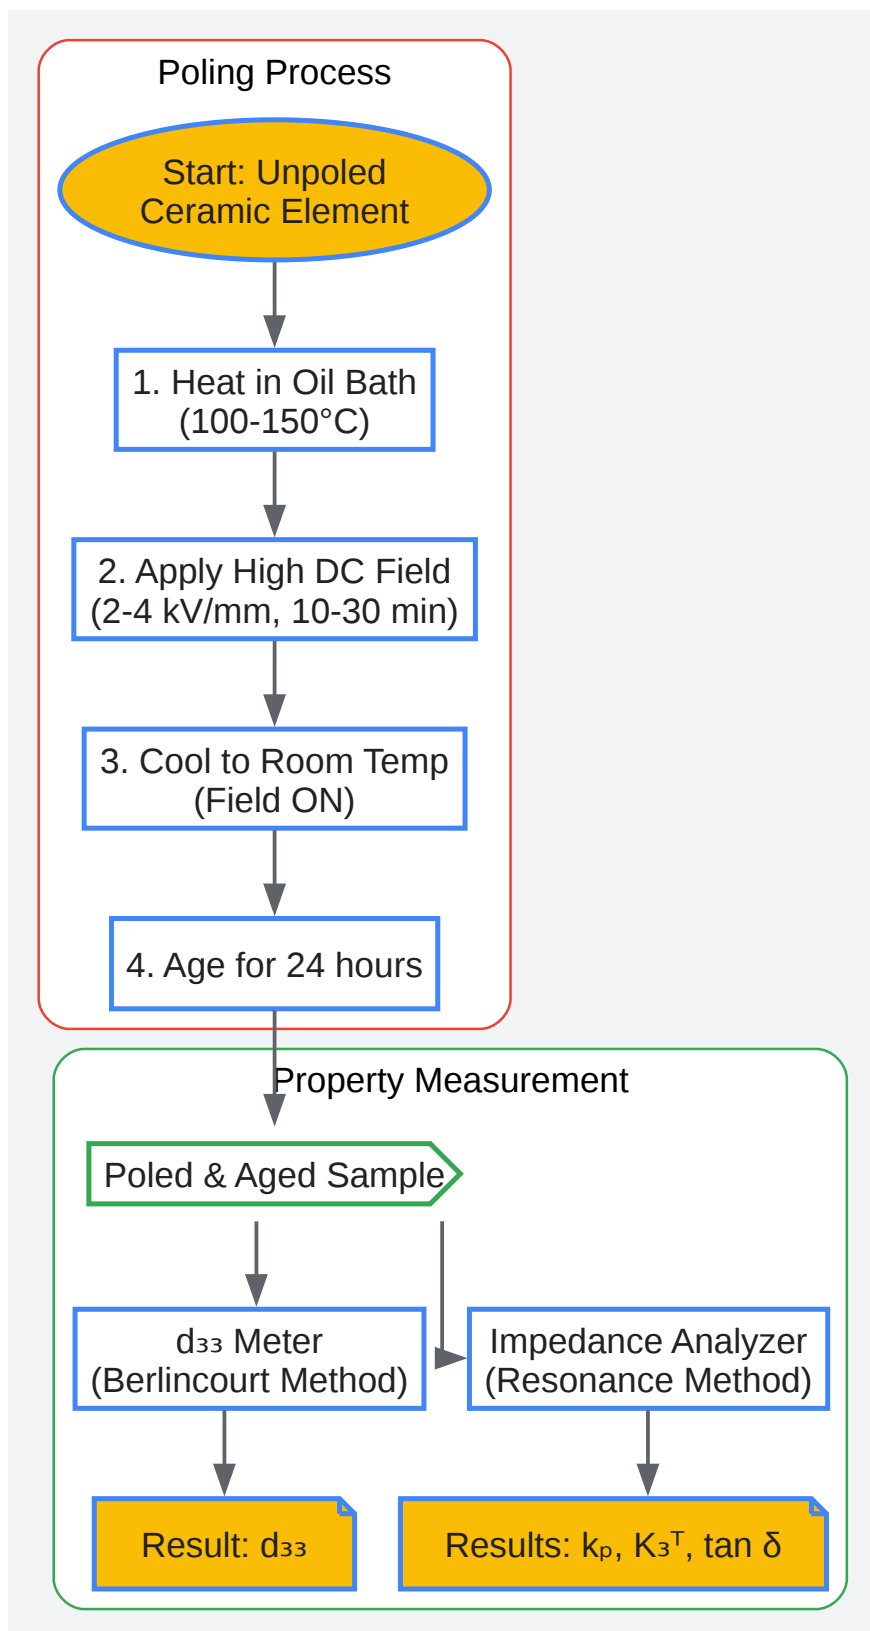 Poling Process
Start: Unpoled
Ceramic Element
1. Heat in Oil Bath
(100-150°C)
2. Apply High DC Field
(2-4 kV/mm, 10-30 min)
3. Cool to Room Temp
(Field ON)
4. Age for 24 hours
Property Measurement
Poled & Aged Sample
d₃₃ Meter
(Berlincourt Method)
Impedance Analyzer
(Resonance Method)
Result: d₃₃
Results: kₚ, K₃ᵀ, tan δ